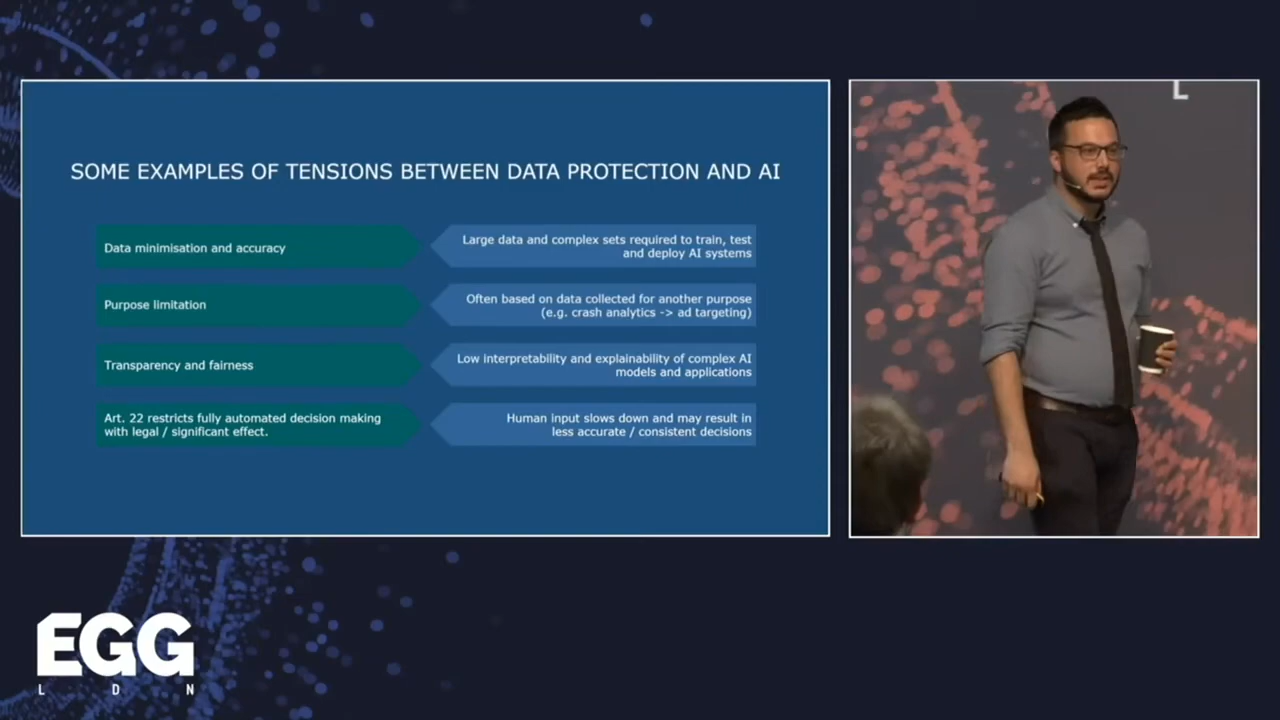 SOME EXAMPLES OF TENSIONS BETWEEN DATA PROTECTION AND AI
Data minimisation and accuracy
Large data and complex sets required to train, test
and deploy AI systems
Purpose limitation
Often based on data collected for another purpose
(e.g. crash analytics -> ad targeting)
Transparency and fairness
Low interpretability and explainability of complex AI
models and applications
Art. 22 restricts fully automated decision making
with legal / significant effect.
Human input slows down and may result in
less accurate / consistent decisions
L
EGG
L D N